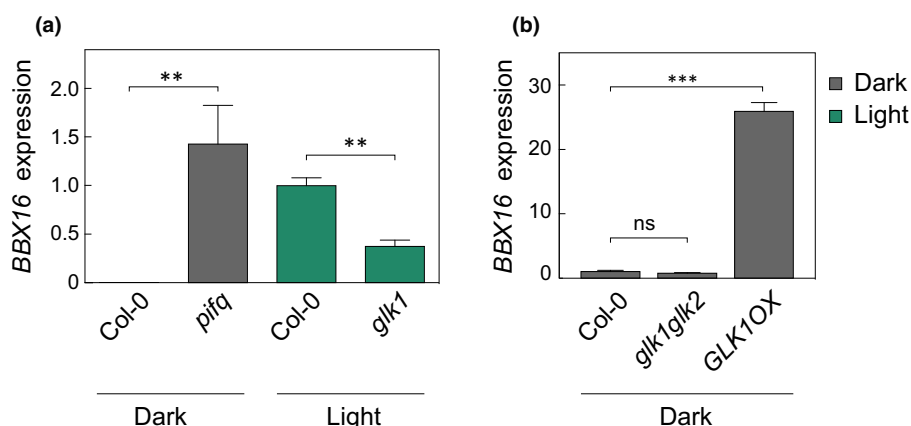 (a)
BBX16 expression
2.0
1.5
1.0
0.5
0
**
**
Col-0
pifq
Col-0
glk1
Dark
Light
(b)
BBX16 expression
30
20
10
0
***
ns
Col-0
glk1glk2
GLK1OX
Dark
Dark
Light